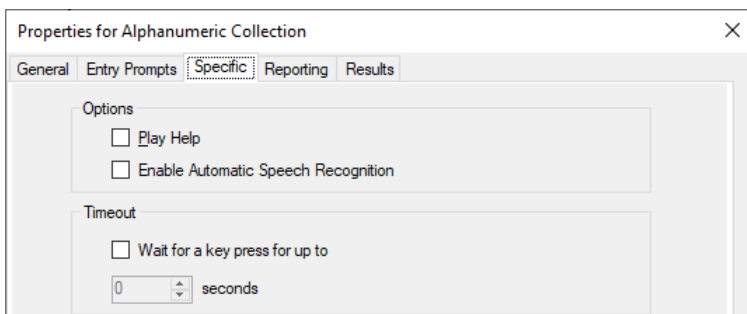 Properties for Alphanumeric Collection
General Entry Prompts Specific Reporting Results
Options
Play Help
Enable Automatic Speech Recognition
Timeout
Wait for a key press for up to
0 seconds